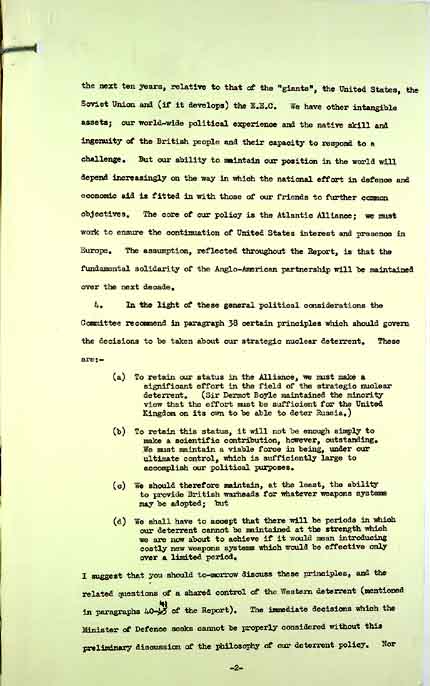 the next ten years, relative to that of the "giants", the United States, the
Soviet Union and (if it develops) the E.E.C. We have other intangible
assets; our world-wide political experience and the native skill and
ingenuity of the British people and their capacity to respond to a
challenge. But our ability to maintain our position in the world will
depend increasingly on the way in which the national effort in defence and
economic aid is fitted in with those of our friends to further common
objectives. The core of our policy is the Atlantic Alliance; we must
work to ensure the continuation of United States interest and presence in
Europe. The assumption, reflected throughout the Report, is that the
fundamental solidarity of the Anglo-American partnership will be maintained
over the next decade.
4. In the light of these general political considerations the
Committee recommend in paragraph 38 certain principles which should govern
the decisions to be taken about our strategic nuclear deterrent. These
are:-
(a) To retain our status in the Alliance, we must make a
significant effort in the field of the strategic nuclear
deterrent. (Sir Dermot Boyle maintained the minority
view that the effort must be sufficient for the United
Kingdom on its own to be able to deter Russia.)
(b) To retain this status, it will not be enough simply to
make a scientific contribution, however, outstanding.
We must maintain a viable force in being, under our
ultimate control, which is sufficiently large to
accomplish our political purposes.
(c) We should therefore maintain, at the least, the ability
to provide British warheads for whatever weapons systems
may be adopted; but
(d) We shall have to accept that there will be periods in which
our deterrent cannot be maintained at the strength which
we are now about to achieve if it would mean introducing
costly new weapons systems which would be effective only
over a limited period.
I suggest that you should to-morrow discuss these principles, and the
related questions of a shared control of the Western deterrent (mentioned
in paragraphs 40- of the Report). The immediate decisions which the
Minister of Defence seeks cannot be properly considered without this
preliminary discussion of the philosophy of our deterrent policy. Nor
-2-